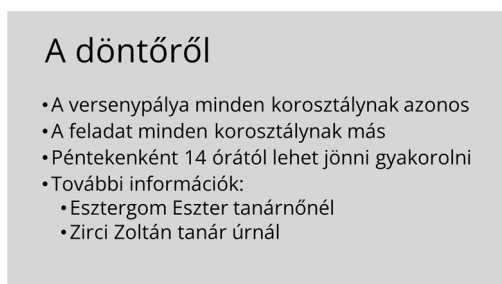 A döntőről
•A versenypálya minden korosztálynak azonos
•A feladat minden korosztálynak más
•Péntekenként 14 órától lehet jönni gyakorolni
•További információk:
•Esztergom Eszter tanárnőnél
•Zirci Zoltán tanár úrnál